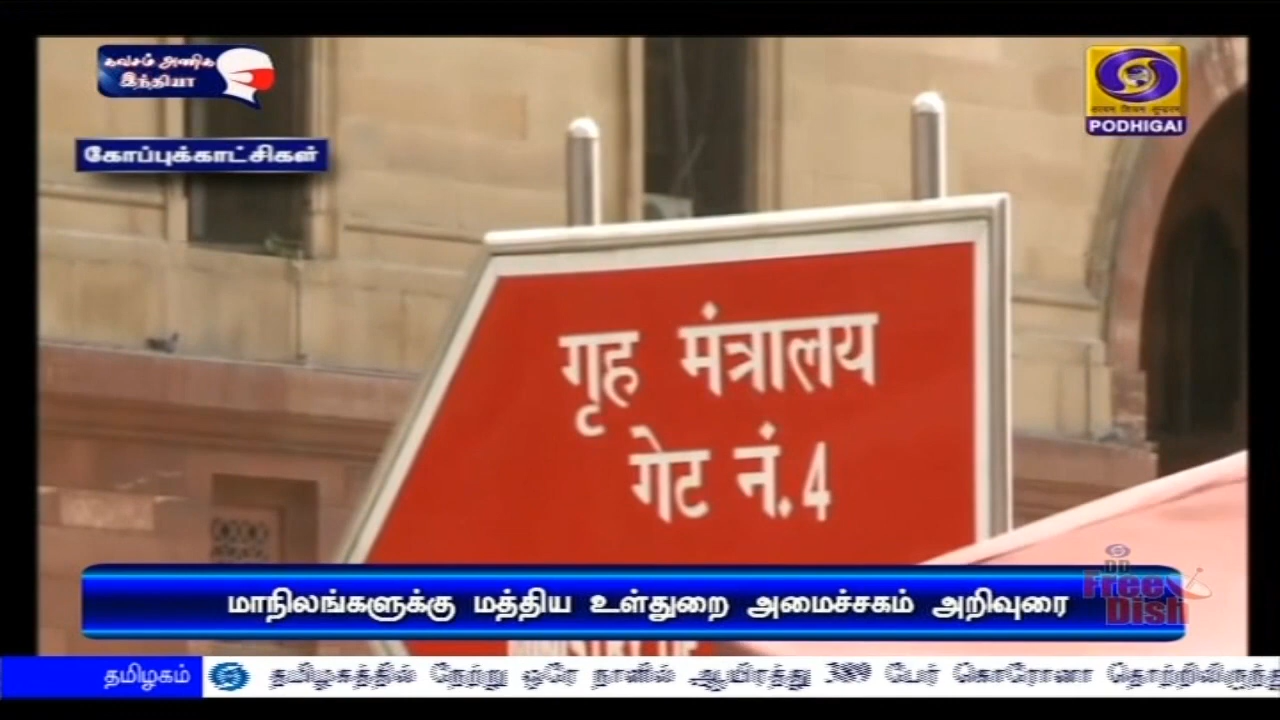 கவசம் அணிக
இந்தியா
கோப்புக்காட்சிகள்
PODHIGAI
गृह मंत्रालय
गेट नं.4
மாநிலங்களுக்கு மத்திய உள்துறை அமைச்சகம் அறிவுரை
DD
Free
Dish
தமிழகம்
தமிழகத்தில் நேற்று ஒரே நாளில் ஆயிரத்து 389 பேர் கொரோனா